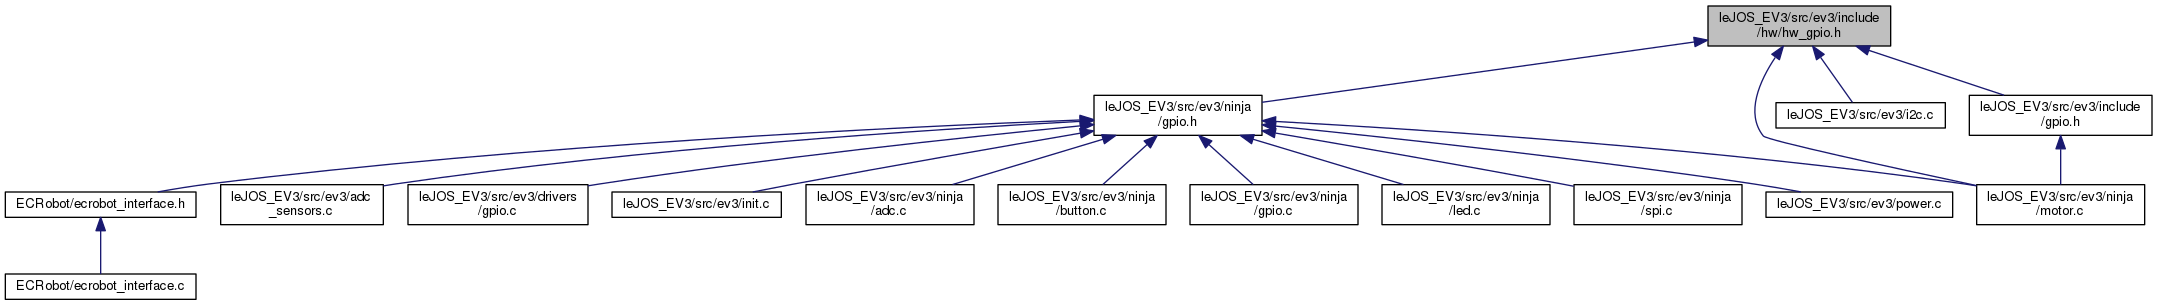 leJOS_EV3/src/ev3/include
/hw/hw_gpio.h
leJOS_EV3/src/ev3/ninja
/gpio.h
leJOS_EV3/src/ev3/i2c.c
leJOS_EV3/src/ev3/include
/gpio.h
ECRobot/ecrobot_interface.h
leJOS_EV3/src/ev3/adc
_sensors.c
leJOS_EV3/src/ev3/drivers
/gpio.c
leJOS_EV3/src/ev3/init.c
leJOS_EV3/src/ev3/ninja
/adc.c
leJOS_EV3/src/ev3/ninja
/button.c
leJOS_EV3/src/ev3/ninja
/gpio.c
leJOS_EV3/src/ev3/ninja
/led.c
leJOS_EV3/src/ev3/ninja
/spi.c
leJOS_EV3/src/ev3/power.c
leJOS_EV3/src/ev3/ninja
/motor.c
ECRobot/ecrobot_interface.c